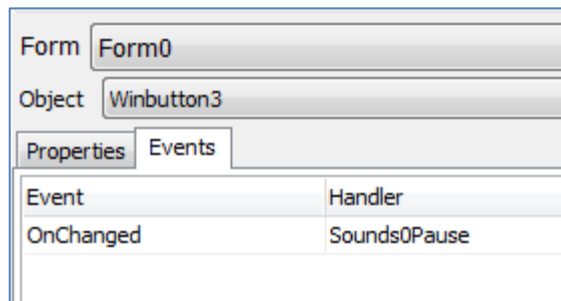 Form Form0
Object Winbutton3
Properties Events
Event Handler
OnChanged Sounds0Pause